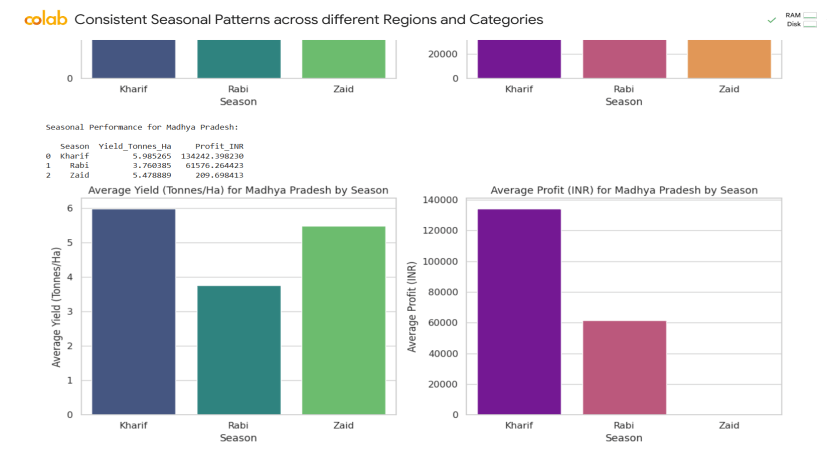 colab Consistent Seasonal Patterns across different Regions and Categories
RAM
Disk
0
Kharif Rabi Zaid
Season
20000
0
Kharif Rabi Zaid
Season
Seasonal Performance for Madhya Pradesh:
Season Yield_Tonnes_Ha Profit_INR
0 Kharif 5.985265 134242.398230
1 Rabi 3.760385 61576.264423
2 Zaid 5.478889 209.698413
Average Yield (Tonnes/Ha) for Madhya Pradesh by Season
6
5
4
3
2
1
0
Average Yield (Tonnes/Ha)
Kharif Rabi Zaid
Season
Average Profit (INR) for Madhya Pradesh by Season
140000
120000
100000
80000
60000
40000
20000
0
Average Profit (INR)
Kharif Rabi Zaid
Season